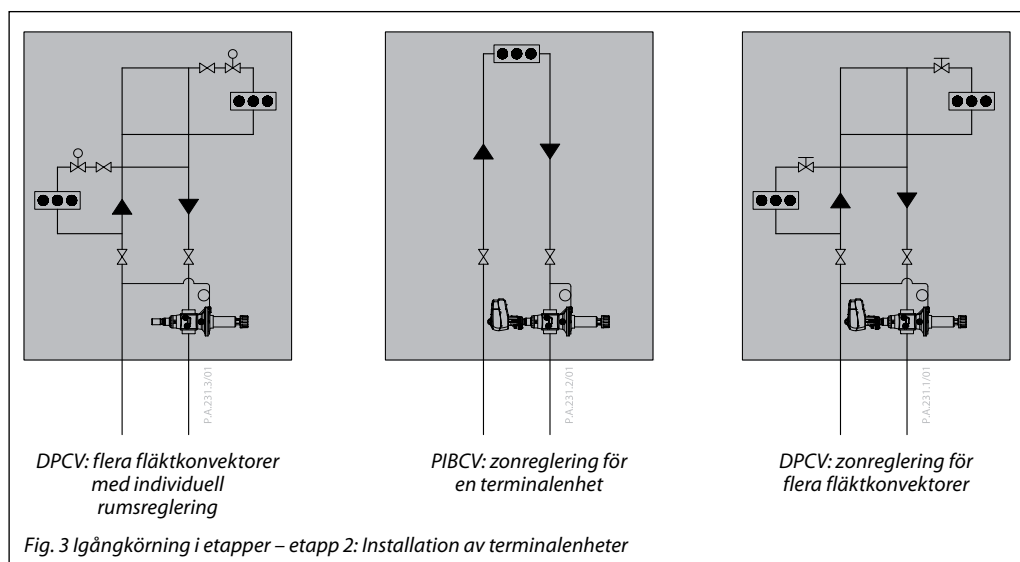 P.A.231.3/01
P.A.231.2/01
P.A.231.1/01
DPCV: flera fläktkonvektorer
med individuell
rumsreglering
PIBCV: zonreglering för
en terminalenhet
DPCV: zonreglering för
flera fläktkonvektorer
Fig. 3 Igångkörning i etapper – etapp 2: Installation av terminalenheter